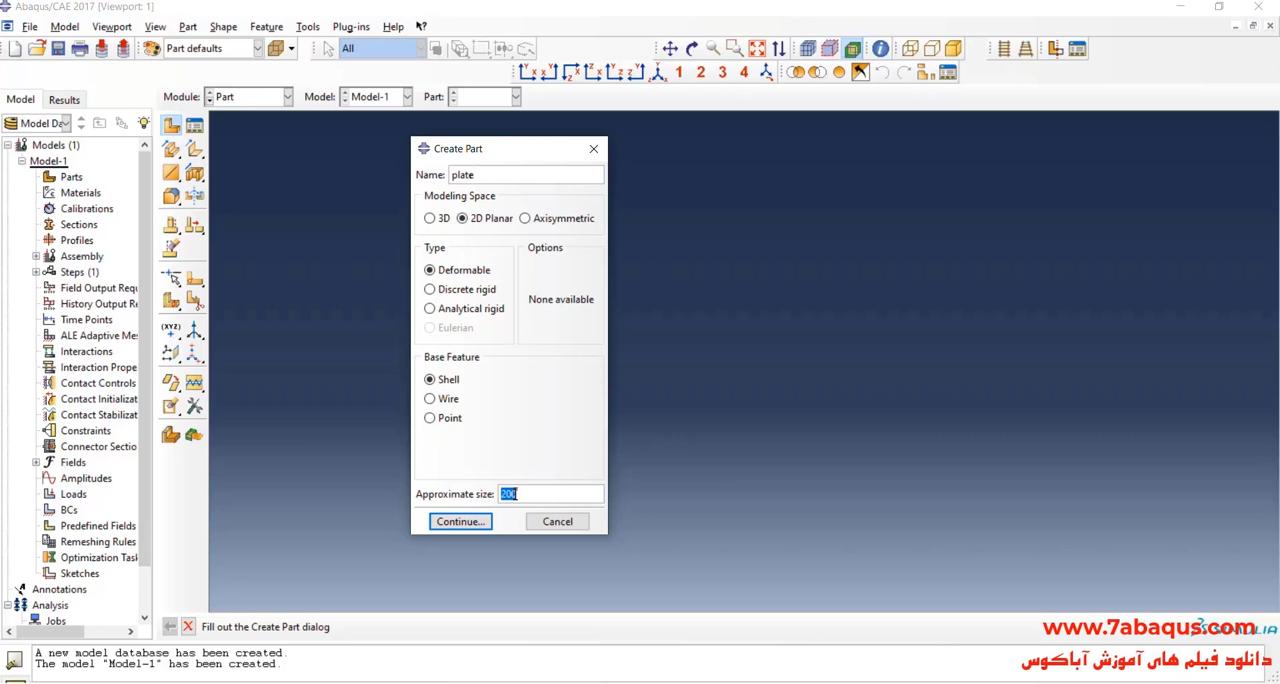 Abaqus/CAE 2017 [Viewport: 1]
File Model Viewport View Part Shape Feature Tools Plug-ins Help
Part defaults All
1 2 3 4
Model Results Module: Part Model: Model-1 Part:
Model Da
Models (1)
Model-1
Parts
Materials
Calibrations
Sections
Profiles
Assembly
Steps (1)
Field Output Requ
History Output Re
Time Points
ALE Adaptive Mes
Interactions
Interaction Prope
Contact Controls
Contact Initializat
Contact Stabilizat
Constraints
Connector Sectio
Fields
Amplitudes
Loads
BCs
Predefined Fields
Remeshing Rules
Optimization Task
Sketches
Annotations
Analysis
Jobs
(XYZ)
Create Part
Name: plate
Modeling Space
3D 2D Planar Axisymmetric
Type
Deformable
Discrete rigid
Analytical rigid
Eulerian
Options
None available
Base Feature
Shell
Wire
Point
Approximate size: 200
Continue... Cancel
Fill out the Create Part dialog
A new model database has been created.
The model "Model-1" has been created.
www.7abaqus.com
دانلود فیلم های آموزش آباکوس